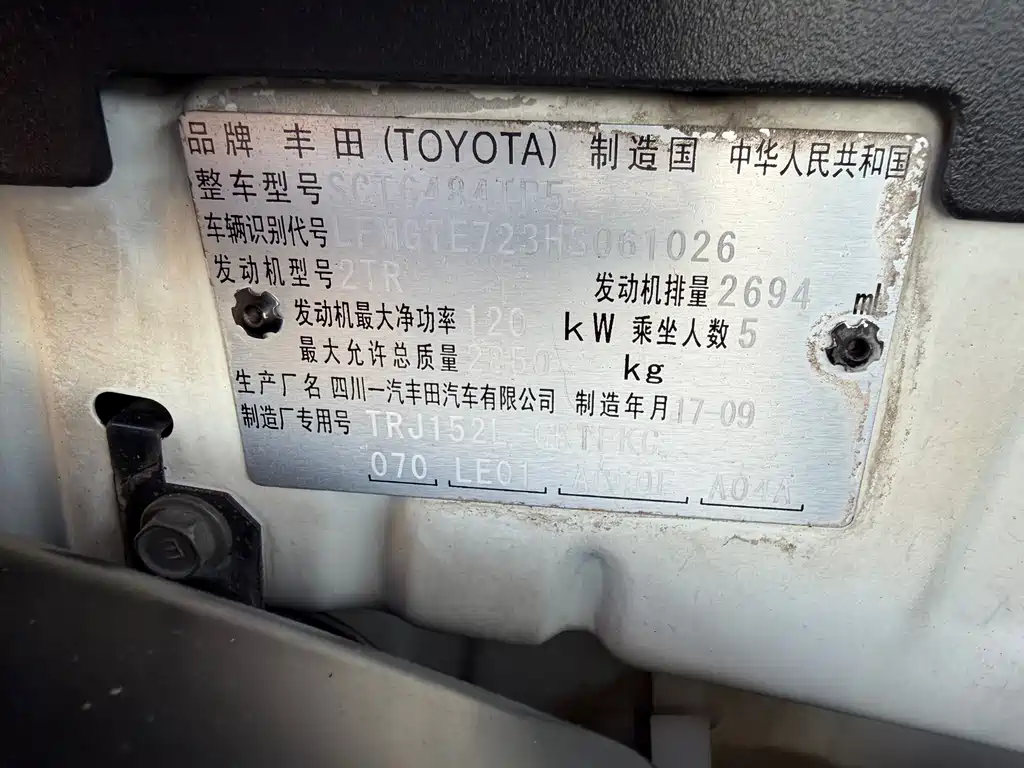 品牌 丰田(TOYOTA) 制造国 中华人民共和国
整车型号 SCT6484TR5
车辆识别代号 LFMGTE723HS061026
发动机型号 2TR 发动机排量 2694 ml
发动机最大净功率 120 kW 乘坐人数 5
最大允许总质量 2850 kg
生产厂名 四川一汽丰田汽车有限公司 制造年月 17-09
制造厂专用号
070 LE01 A04A